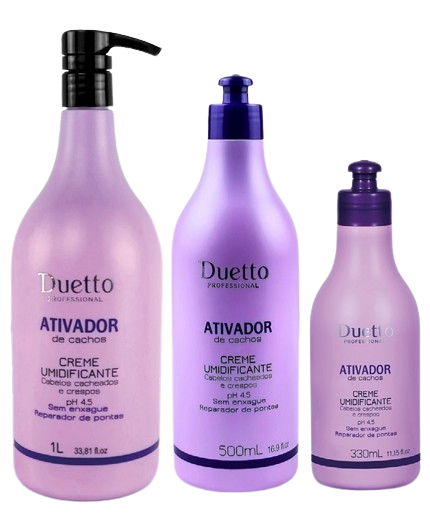 Duetto
PROFESSIONAL
ATIVADOR
de cachos
CREME
UMIDIFICANTE
Cabelos cacheados
e crespos
pH 4.5
Sem enxague
Reparador de pontas
1L 33,81 fl.oz
Duetto
PROFESSIONAL
ATIVADOR
de cachos
CREME
UMIDIFICANTE
Cabelos cacheados
e crespos
pH 4.5
Sem enxague
Reparador de pontas
500mL 16.9 fl.oz
Duetto
PROFESSIONAL
ATIVADOR
de cachos
CREME
UMIDIFICANTE
Cabelos cacheados
e crespos
pH 4.5
Sem enxague
Reparador de pontas
330mL 11,15 fl.oz